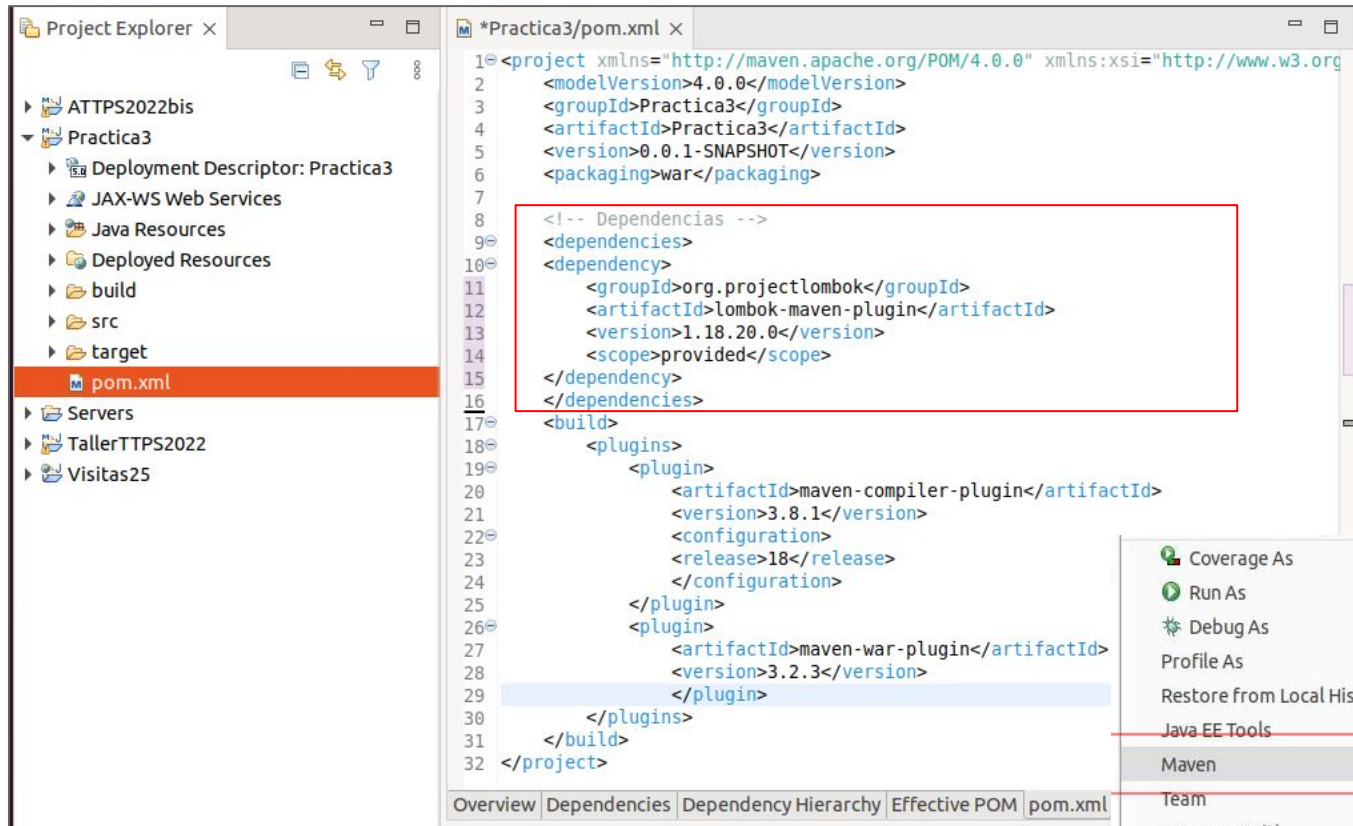 Project Explorer ×
ATTPS2022bis
Practica3
Deployment Descriptor: Practica3
JAX-WS Web Services
Java Resources
Deployed Resources
build
src
target
pom.xml
Servers
TallerTTPS2022
Visitas25
*Practica3/pom.xml ×
1 <project xmlns="http://maven.apache.org/POM/4.0.0" xmlns:xsi="http://www.w3.org
2 <modelVersion>4.0.0</modelVersion>
3 <groupId>Practica3</groupId>
4 <artifactId>Practica3</artifactId>
5 <version>0.0.1-SNAPSHOT</version>
6 <packaging>war</packaging>
7
8 <!-- Dependencias -->
9 <dependencies>
10 <dependency>
11 <groupId>org.projectlombok</groupId>
12 <artifactId>lombok-maven-plugin</artifactId>
13 <version>1.18.20.0</version>
14 <scope>provided</scope>
15 </dependency>
16 </dependencies>
17 <build>
18 <plugins>
19 <plugin>
20 <artifactId>maven-compiler-plugin</artifactId>
21 <version>3.8.1</version>
22 <configuration>
23 <release>18</release>
24 </configuration>
25 </plugin>
26 <plugin>
27 <artifactId>maven-war-plugin</artifactId>
28 <version>3.2.3</version>
29 </plugin>
30 </plugins>
31 </build>
32 </project>
Overview Dependencies Dependency Hierarchy Effective POM pom.xml
Coverage As
Run As
Debug As
Profile As
Restore from Local His
Java EE Tools
Maven
Team